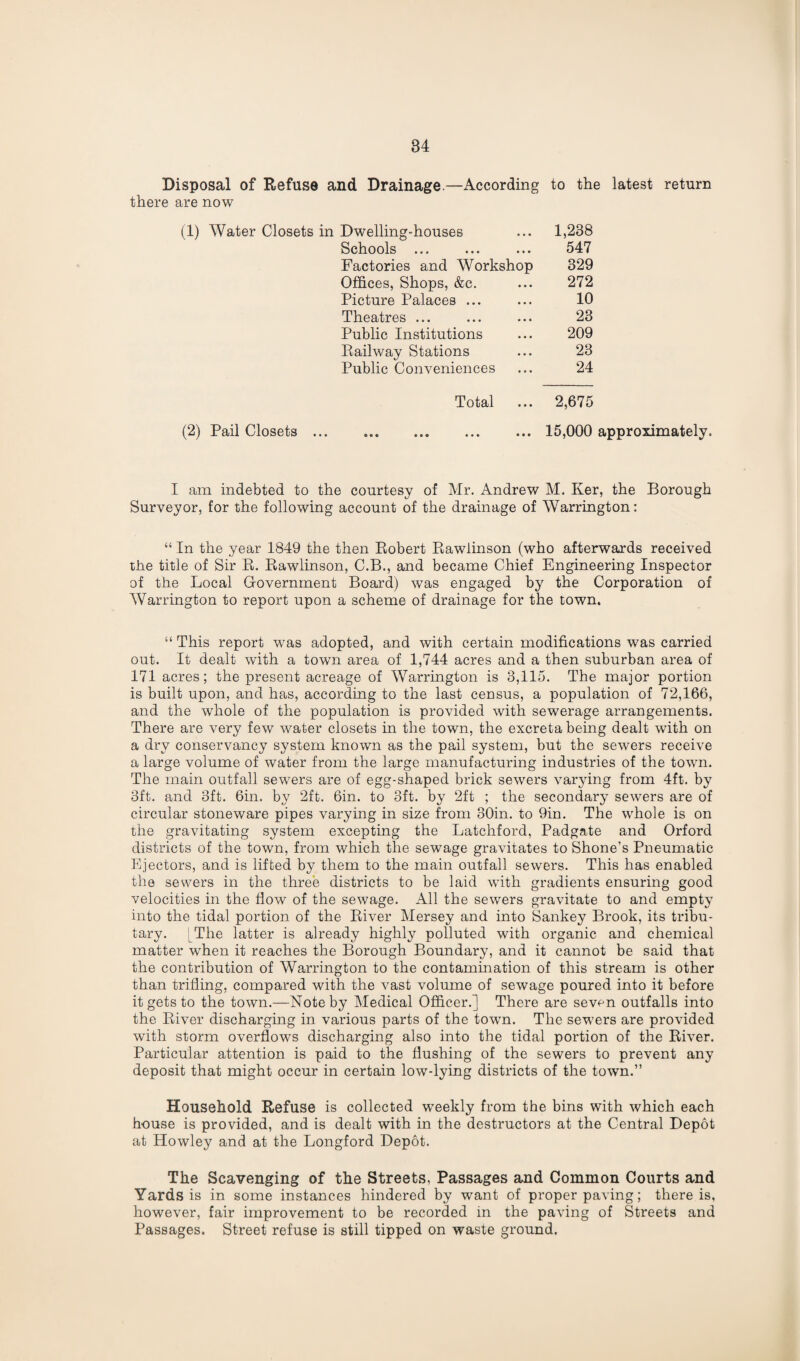 34
Disposal of Refuse and Drainage.—According to the latest return
there are now
(1) Water Closets in Dwelling-houses ... 1,238
Schools ... ... ... 547
Factories and Workshop 329
Offices, Shops, &c. ... 272
Picture Palaces ... ... 10
Theatres ... ... ... 23
Public Institutions ... 209
Railway Stations ... 23
Public Conveniences ... 24
Total ... 2,675
(2) Pail Closets ... ... ... ... ... 15,000 approximately.
I am indebted to the courtesy of Mr. Andrew M. Ker, the Borough
Surveyor, for the following account of the drainage of Warrington:
“ In the year 1849 the then Robert Rawlinson (who afterwards received
the title of Sir R. Rawlinson, C.B., and became Chief Engineering Inspector
of the Local Government Board) was engaged by the Corporation of
Warrington to report upon a scheme of drainage for the town.
“ This report was adopted, and with certain modifications was carried
out. It dealt with a town area of 1,744 acres and a then suburban area of
171 acres; the present acreage of Warrington is 3,115. The major portion
is built upon, and has, according to the last census, a population of 72,166,
and the whole of the population is provided with sewerage arrangements.
There are very few water closets in the town, the excreta being dealt with on
a dry conservancy system known as the pail system, but the sewers receive
a large volume of water from the large manufacturing industries of the town.
The main outfall sewers are of egg-shaped brick sewers varying from 4ft. by
3ft. and 3ft. 6in. by 2ft. 6in. to 3ft. by 2ft ; the secondary sewers are of
circular stoneware pipes varying in size from 30in. to 9in. The whole is on
the gravitating system excepting the Latchford, Padgate and Orford
districts of the town, from which the sewage gravitates to Shone’s Pneumatic
Ejectors, and is lifted by them to the main outfall sewers. This has enabled
the sewers in the three districts to be laid with gradients ensuring good
velocities in the flow of the sewage. All the sewers gravitate to and empty
into the tidal portion of the River Mersey and into Sankey Brook, its tribu-
tary. [The latter is already highly polluted with organic and chemical
matter when it reaches the Borough Boundary, and it cannot be said that
the contribution of Warrington to the contamination of this stream is other
than trifling, compared with the vast volume of sewage poured into it before
it gets to the town.—Note by Medical Officer.] There are seven outfalls into
the River discharging in various parts of the town. The sewers are provided
with storm overflows discharging also into the tidal portion of the River.
Particular attention is paid to the flushing of the sewers to prevent any
deposit that might occur in certain low-lying districts of the town.”
Household Refuse is collected weekly from the bins with which each
house is provided, and is dealt with in the destructors at the Central Depôt
at Howley and at the Longford Depôt.
The Scavenging of the Streets, Passages and Common Courts and
Yards is in some instances hindered by want of proper paving; there is,
however, fair improvement to be recorded in the paving of Streets and
Passages. Street refuse is still tipped on waste ground.